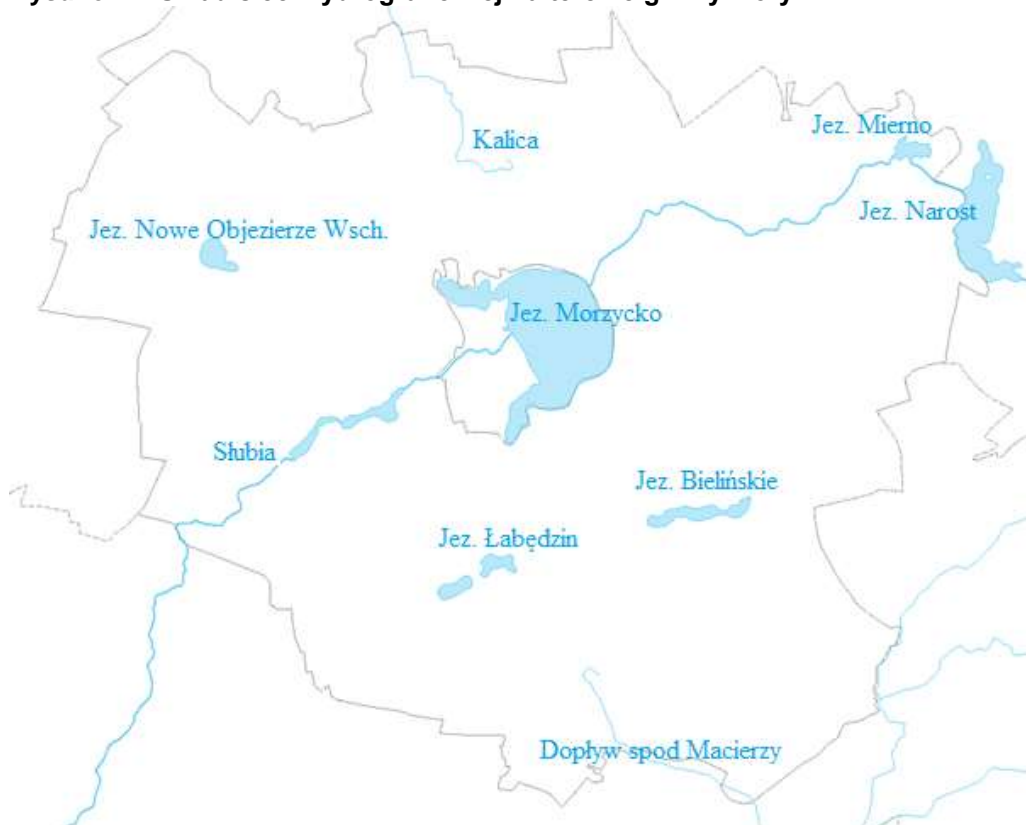 Jez. Mierno
Kalica
Jez. Narost
Jez. Nowe Objezierze Wsch.
Jez. Morzycko
Słubia
Jez. Bielińskie
Jez. Łabędzin
Dopływ spod Macierzy